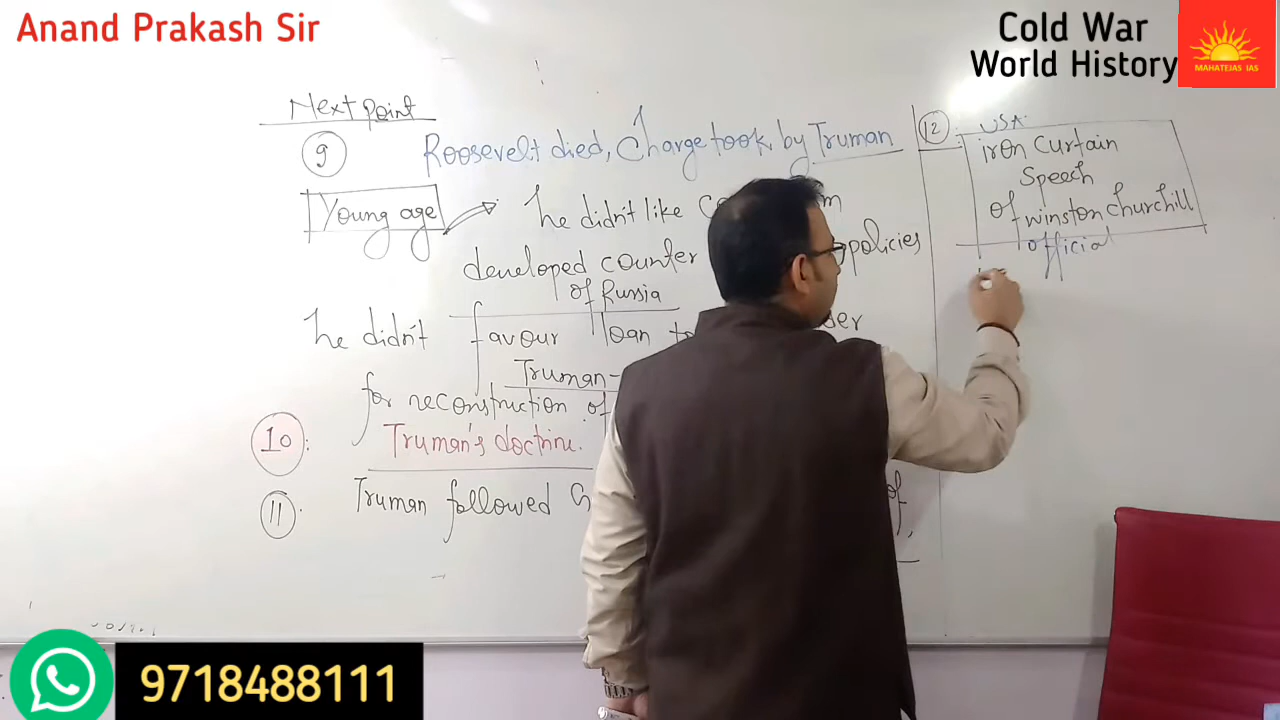 Anand Prakash Sir
Cold War
World History
MAHATEJAS IAS
Next point
9 Roosevelt died, Charge took by Truman
Young age he didn't like
developed counter policies
of Russia
he didn't favour loan
Truman-
for reconstruction of
10: Truman's doctrine.
11 Truman followed of
12 USA
iron Curtain
Speech
of winston Churchill
official
9718488111